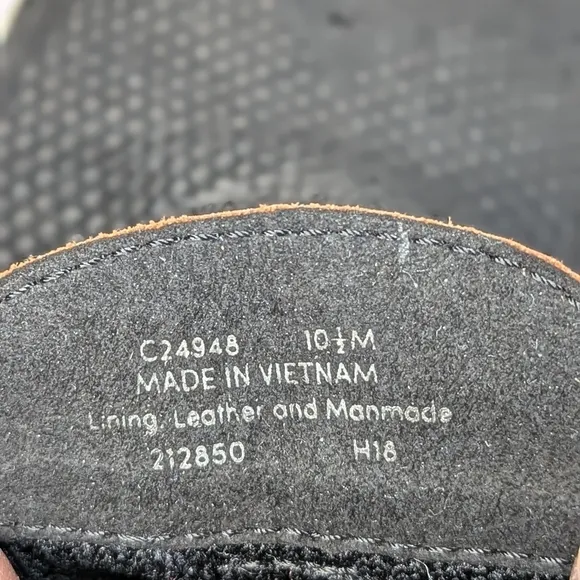 C24948 10½M
MADE IN VIETNAM
Lining: Leather and Manmade
212850 H18